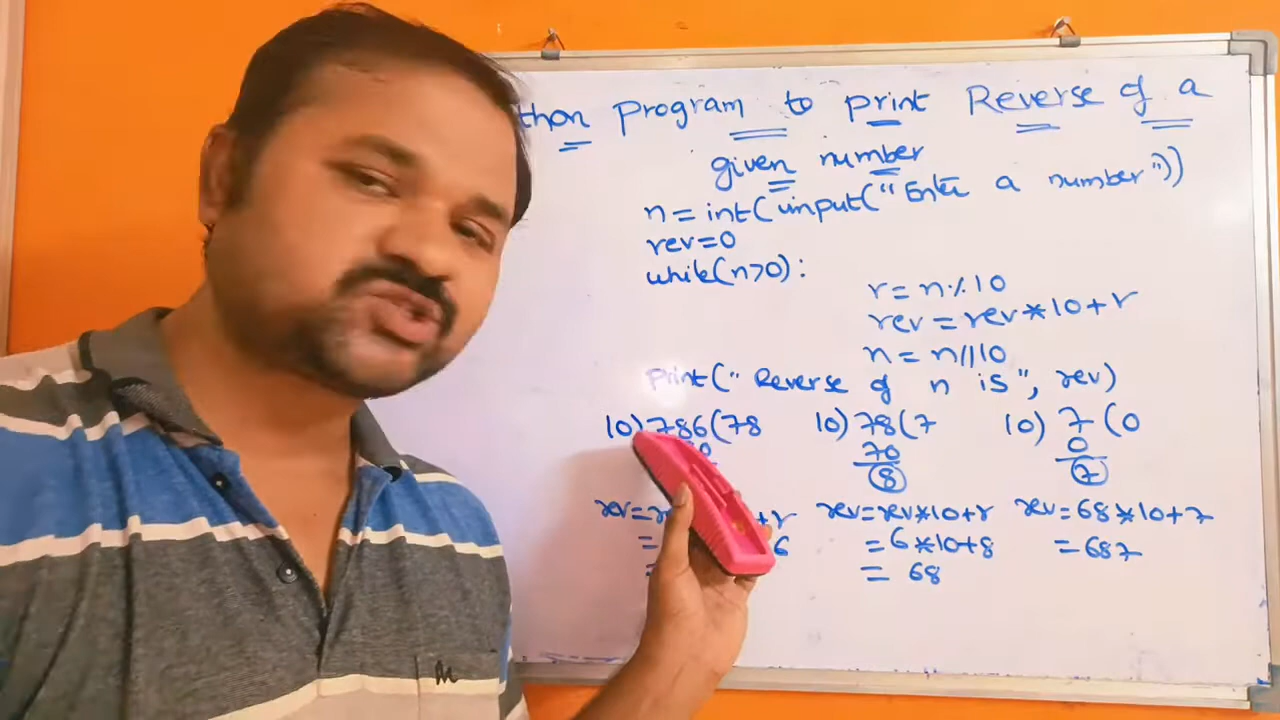 thon program to print Reverse of a
given number
n = int(input("Enter a number"))
rev=0
while(n>0):
r = n%10
rev = rev*10+r
n = n//10
print("Reverse of n is", rev)
10)786(78 10)78(7 10) 7 (0
70 0
8 7
rev= +r rev=rev*10+r rev=68*10+7
= 6 =6*10+8 =687
= = 68